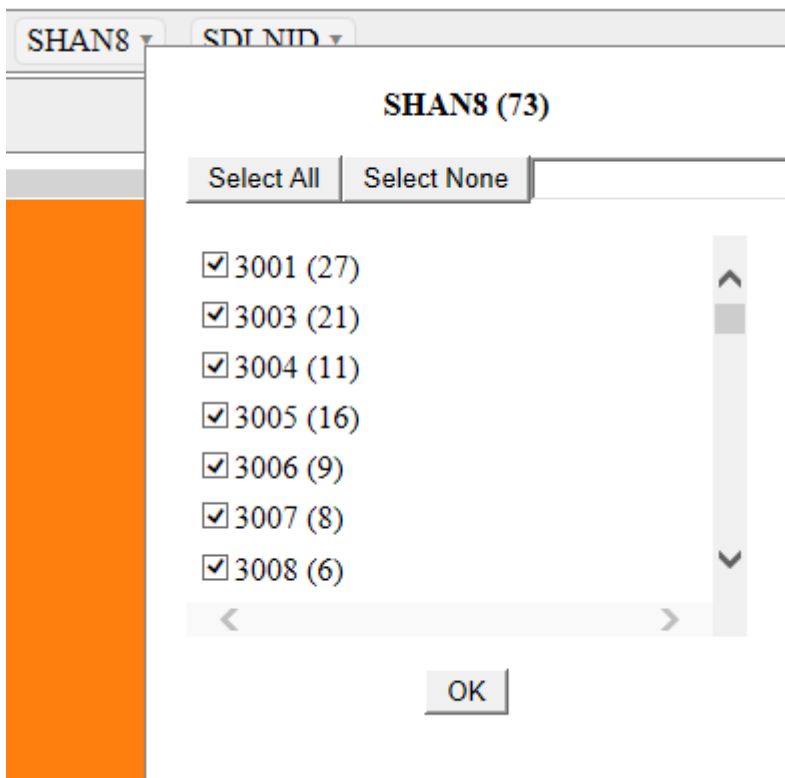 SHAN8 SDLNID
SHAN8 (73)
Select All Select None
3001 (27)
3003 (21)
3004 (11)
3005 (16)
3006 (9)
3007 (8)
3008 (6)
OK